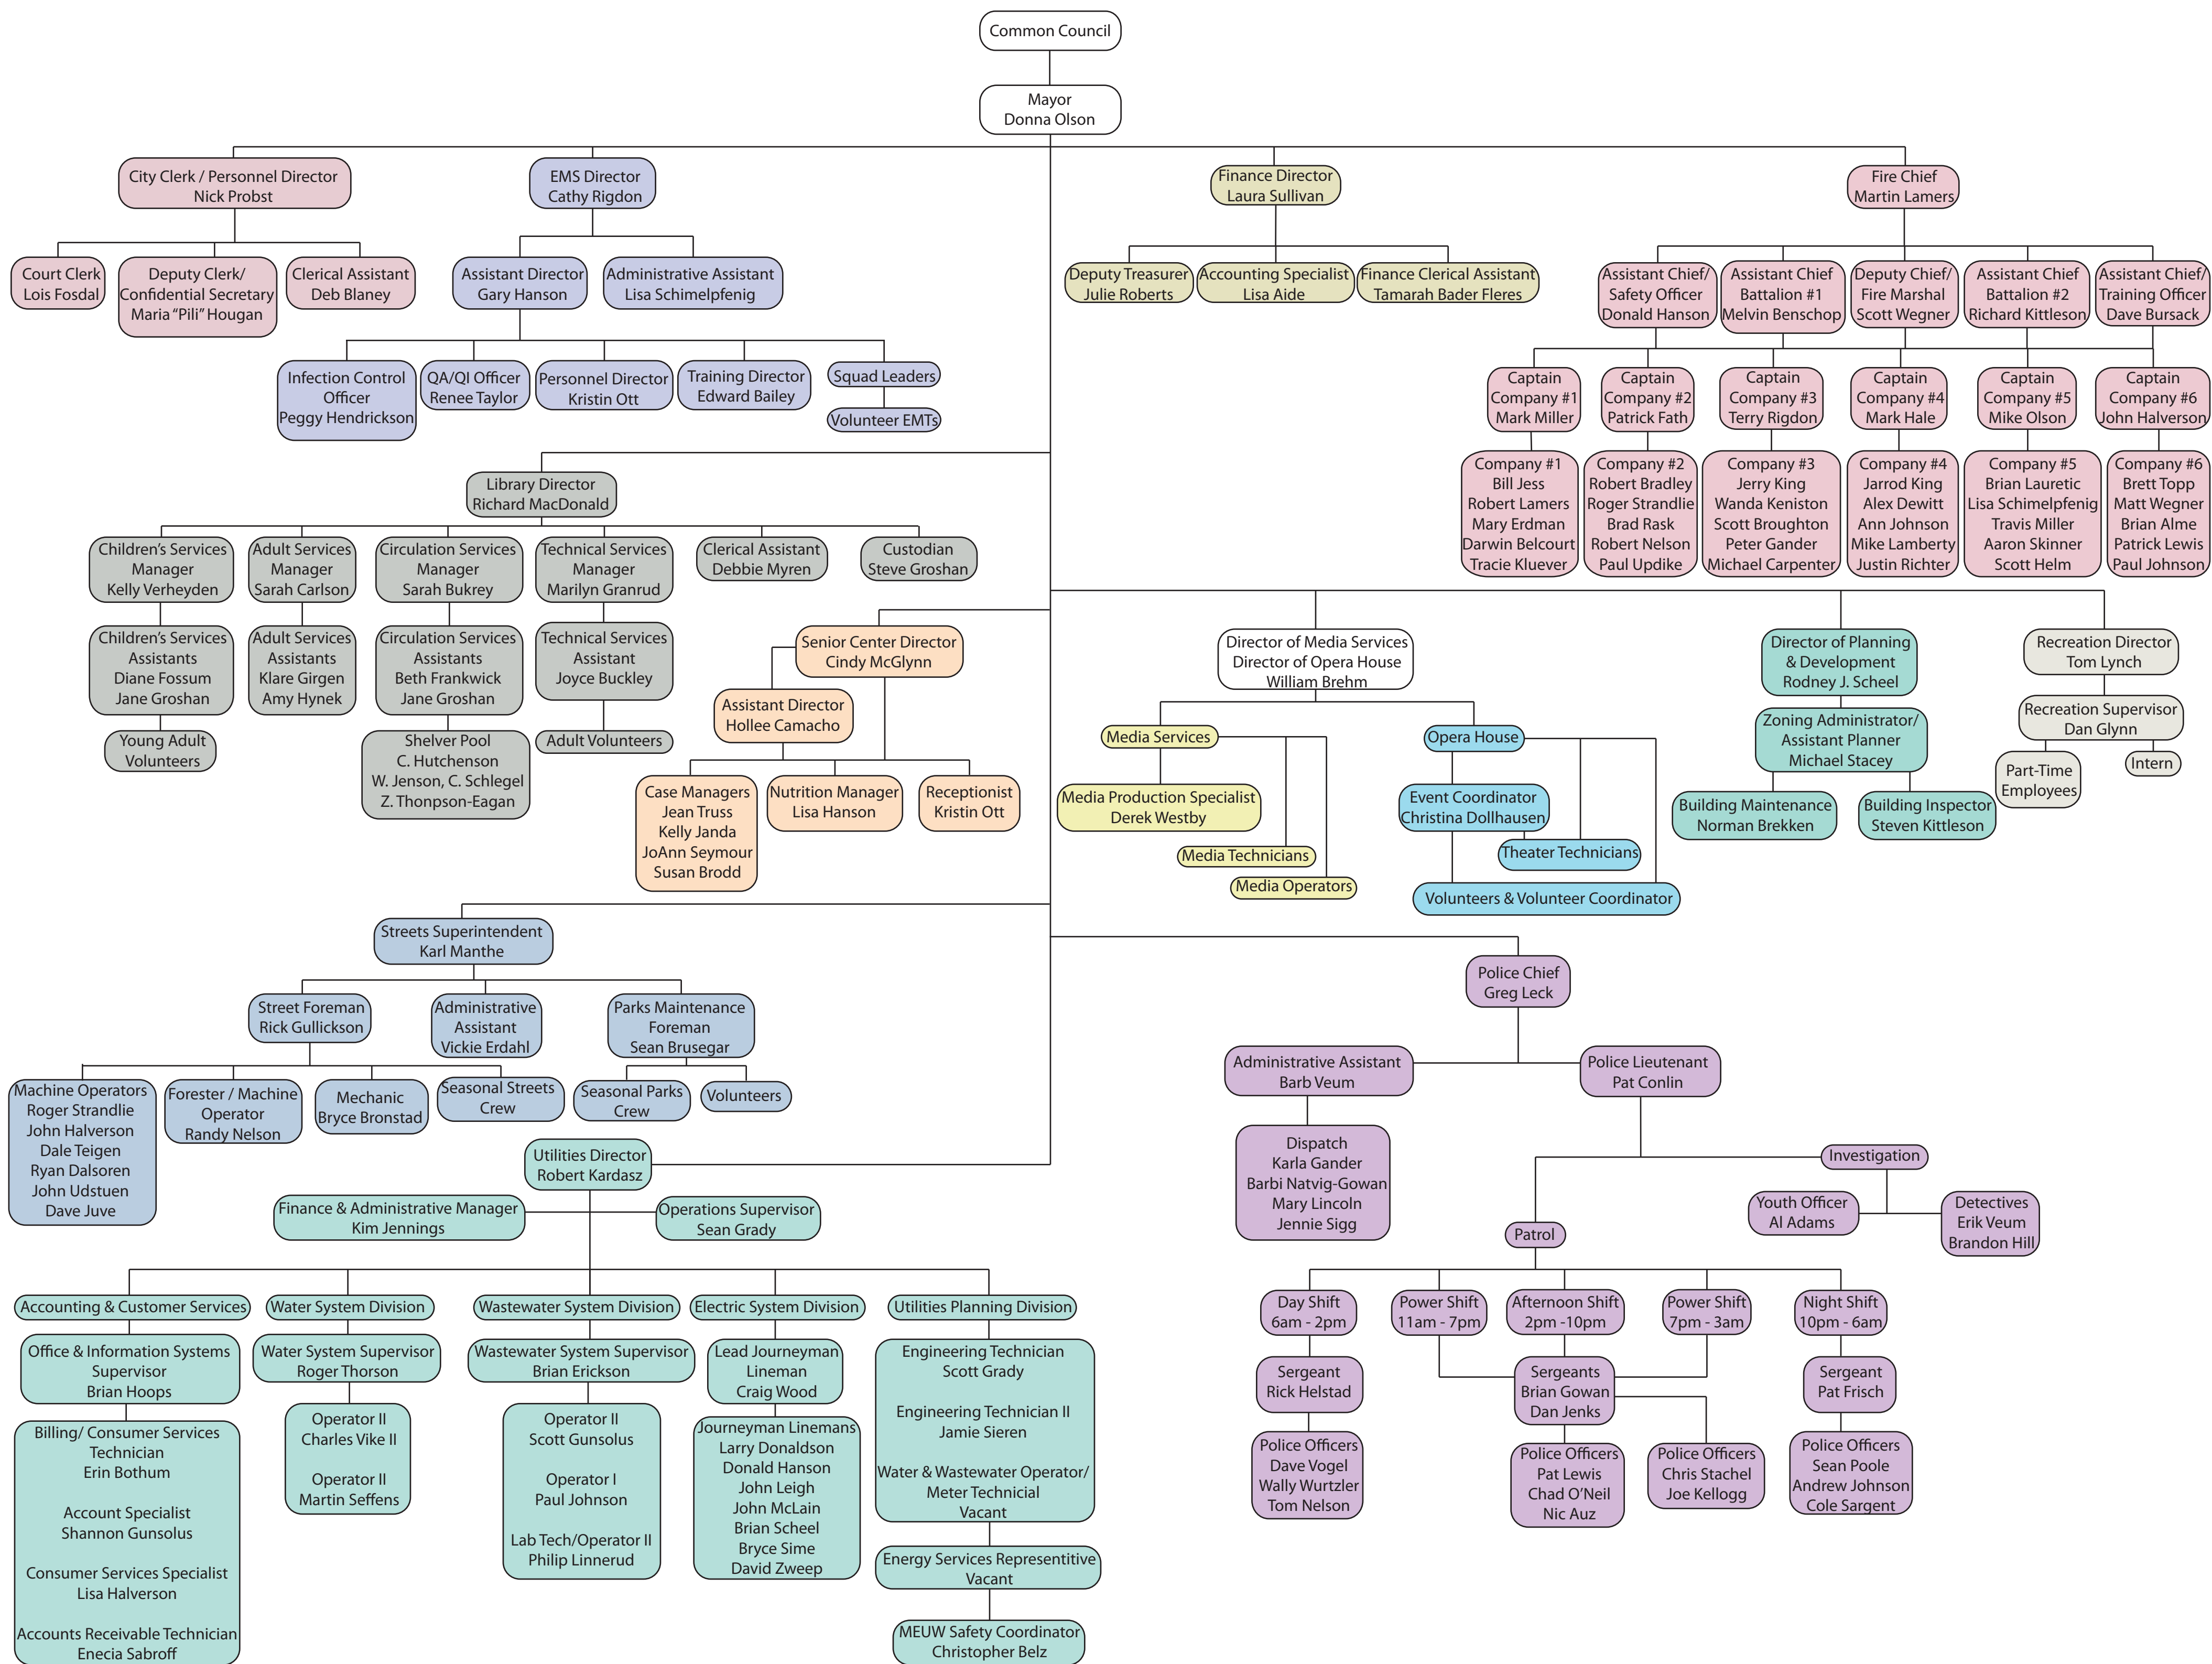 Common Council
Mayor
Donna Olson
City Clerk / Personnel Director
Nick Probst
Court Clerk
Lois Fosdal
Deputy Clerk/
Confidential Secretary
Maria “Pili” Hougan
Clerical Assistant
Deb Blaney
EMS Director
Cathy Rigdon
Assistant Director
Gary Hanson
Administrative Assistant
Lisa Schimelpfenig
Infection Control
Officer
Peggy Hendrickson
QA/QI Officer
Renee Taylor
Personnel Director
Kristin Ott
Training Director
Edward Bailey
Squad Leaders
Volunteer EMTs
Finance Director
Laura Sullivan
Deputy Treasurer
Julie Roberts
Accounting Specialist
Lisa Aide
Finance Clerical Assistant
Tamarah Bader Fleres
Fire Chief
Martin Lamers
Assistant Chief/
Safety Officer
Donald Hanson
Assistant Chief
Battalion #1
Melvin Benschop
Deputy Chief/
Fire Marshal
Scott Wegner
Assistant Chief
Battalion #2
Richard Kittleson
Assistant Chief/
Training Officer
Dave Bursack
Captain
Company #1
Mark Miller
Captain
Company #2
Patrick Fath
Captain
Company #3
Terry Rigdon
Captain
Company #4
Mark Hale
Captain
Company #5
Mike Olson
Captain
Company #6
John Halverson
Company #1
Bill Jess
Robert Lamers
Mary Erdman
Darwin Belcourt
Tracie Kluever
Company #2
Robert Bradley
Roger Strandlie
Brad Rask
Robert Nelson
Paul Updike
Company #3
Jerry King
Wanda Keniston
Scott Broughton
Peter Gander
Michael Carpenter
Company #4
Jarrod King
Alex Dewitt
Ann Johnson
Mike Lamberty
Justin Richter
Company #5
Brian Lauretic
Lisa Schimelpfenig
Travis Miller
Aaron Skinner
Scott Helm
Company #6
Brett Topp
Matt Wegner
Brian Alme
Patrick Lewis
Paul Johnson
Library Director
Richard MacDonald
Children’s Services
Manager
Kelly Verheyden
Adult Services
Manager
Sarah Carlson
Circulation Services
Manager
Sarah Bukrey
Technical Services
Manager
Marilyn Granrud
Clerical Assistant
Debbie Myren
Custodian
Steve Groshan
Children’s Services
Assistants
Diane Fossum
Jane Groshan
Adult Services
Assistants
Klare Girgen
Amy Hynek
Circulation Services
Assistants
Beth Frankwick
Jane Groshan
Technical Services
Assistant
Joyce Buckley
Young Adult
Volunteers
Shelver Pool
C. Hutchenson
W. Jenson, C. Schlegel
Z. Thonpson-Eagan
Adult Volunteers
Senior Center Director
Cindy McGlynn
Assistant Director
Hollee Camacho
Case Managers
Jean Truss
Kelly Janda
JoAnn Seymour
Susan Brodd
Nutrition Manager
Lisa Hanson
Receptionist
Kristin Ott
Director of Media Services
Director of Opera House
William Brehm
Media Services
Media Production Specialist
Derek Westby
Media Technicians
Media Operators
Opera House
Event Coordinator
Christina Dollhausen
Theater Technicians
Volunteers & Volunteer Coordinator
Director of Planning
& Development
Rodney J. Scheel
Zoning Administrator/
Assistant Planner
Michael Stacey
Building Maintenance
Norman Brekken
Building Inspector
Steven Kittleson
Recreation Director
Tom Lynch
Recreation Supervisor
Dan Glynn
Part-Time
Employees
Intern
Streets Superintendent
Karl Manthe
Street Foreman
Rick Gullickson
Administrative
Assistant
Vickie Erdahl
Parks Maintenance
Foreman
Sean Brusegar
Machine Operators
Roger Strandlie
John Halverson
Dale Teigen
Ryan Dalsoren
John Udstuen
Dave Juve
Forester / Machine
Operator
Randy Nelson
Mechanic
Bryce Bronstad
Seasonal Streets
Crew
Seasonal Parks
Crew
Volunteers
Police Chief
Greg Leck
Administrative Assistant
Barb Veum
Police Lieutenant
Pat Conlin
Dispatch
Karla Gander
Barbi Natvig-Gowan
Mary Lincoln
Jennie Sigg
Investigation
Youth Officer
Al Adams
Detectives
Erik Veum
Brandon Hill
Patrol
Day Shift
6am - 2pm
Power Shift
11am - 7pm
Afternoon Shift
2pm -10pm
Power Shift
7pm - 3am
Night Shift
10pm - 6am
Sergeant
Rick Helstad
Sergeants
Brian Gowan
Dan Jenks
Sergeant
Pat Frisch
Police Officers
Dave Vogel
Wally Wurtzler
Tom Nelson
Police Officers
Pat Lewis
Chad O’Neil
Nic Auz
Police Officers
Chris Stachel
Joe Kellogg
Police Officers
Sean Poole
Andrew Johnson
Cole Sargent
Utilities Director
Robert Kardasz
Finance & Administrative Manager
Kim Jennings
Operations Supervisor
Sean Grady
Accounting & Customer Services
Office & Information Systems
Supervisor
Brian Hoops
Billing/ Consumer Services
Technician
Erin Bothum
Account Specialist
Shannon Gunsolus
Consumer Services Specialist
Lisa Halverson
Accounts Receivable Technician
Enecia Sabroff
Water System Division
Water System Supervisor
Roger Thorson
Operator II
Charles Vike II
Operator II
Martin Seffens
Wastewater System Division
Wastewater System Supervisor
Brian Erickson
Operator II
Scott Gunsolus
Operator I
Paul Johnson
Lab Tech/Operator II
Philip Linnerud
Electric System Division
Lead Journeyman
Lineman
Craig Wood
Journeyman Linemans
Larry Donaldson
Donald Hanson
John Leigh
John McLain
Brian Scheel
Bryce Sime
David Zweep
Utilities Planning Division
Engineering Technician
Scott Grady
Engineering Technician II
Jamie Sieren
Water & Wastewater Operator/
Meter Technicial
Vacant
Energy Services Representitive
Vacant
MEUW Safety Coordinator
Christopher Belz